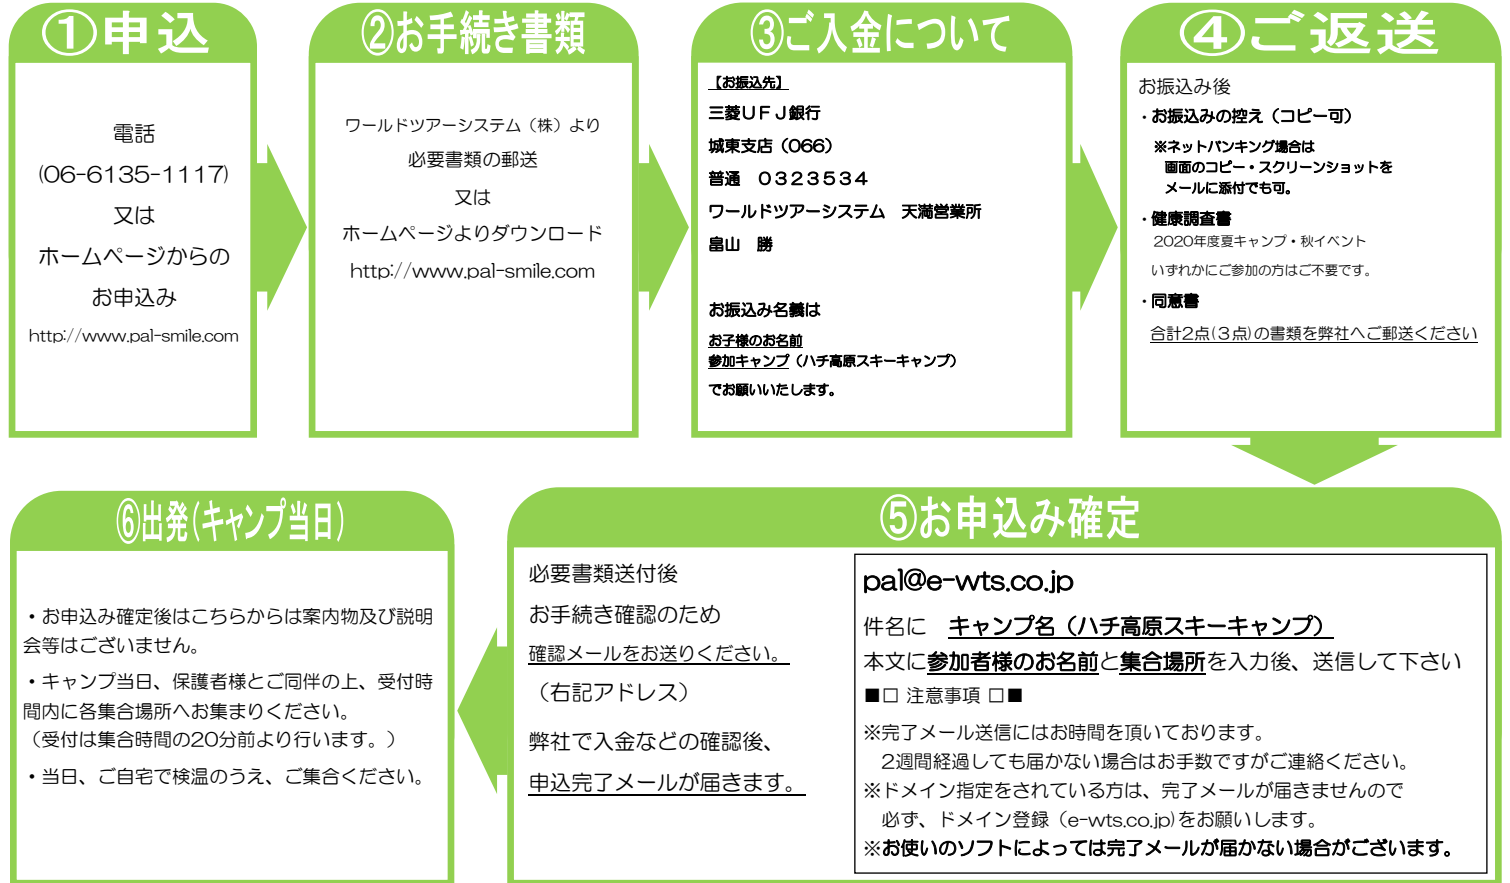 ①申込
電話
(06-6135-1117)
又は
ホームページからの
お申込み
http://www.pal-smile.com
②お手続き書類
ワールドツアーシステム（株）より
必要書類の郵送
又は
ホームページよりダウンロード
http://www.pal-smile.com
③ご入金について
【お振込先】
三菱ＵＦＪ銀行
城東支店（066）
普通　０３２３５３４
ワールドツアーシステム　天満営業所
畠山　勝
お振込み名義は
お子様のお名前
参加キャンプ（ハチ高原スキーキャンプ）
でお願いいたします。
④ご返送
お振込み後
・お振込みの控え（コピー可）
※ネットバンキング場合は
画面のコピー・スクリーンショットを
メールに添付でも可。
・健康調査書
2020年度夏キャンプ・秋イベント
いずれかにご参加の方はご不要です。
・同意書
合計2点(３点)の書類を弊社へご郵送ください
⑤お申込み確定
必要書類送付後
お手続き確認のため
確認メールをお送りください。
（右記アドレス）
弊社で入金などの確認後、
申込完了メールが届きます。
pal@e-wts.co.jp
件名に　キャンプ名（ハチ高原スキーキャンプ）
本文に参加者様のお名前と集合場所を入力後、送信して下さい
■□ 注意事項 □■
※完了メール送信にはお時間を頂いております。
2週間経過しても届かない場合はお手数ですがご連絡ください。
※ドメイン指定をされている方は、完了メールが届きませんので
必ず、ドメイン登録（e-wts.co.jp)をお願いします。
※お使いのソフトによっては完了メールが届かない場合がございます。
⑥出発(キャンプ当日)
・お申込み確定後はこちらからは案内物及び説明
会等はございません。
・キャンプ当日、保護者様とご同伴の上、受付時
間内に各集合場所へお集まりください。
（受付は集合時間の20分前より行います。）
・当日、ご自宅で検温のうえ、ご集合ください。